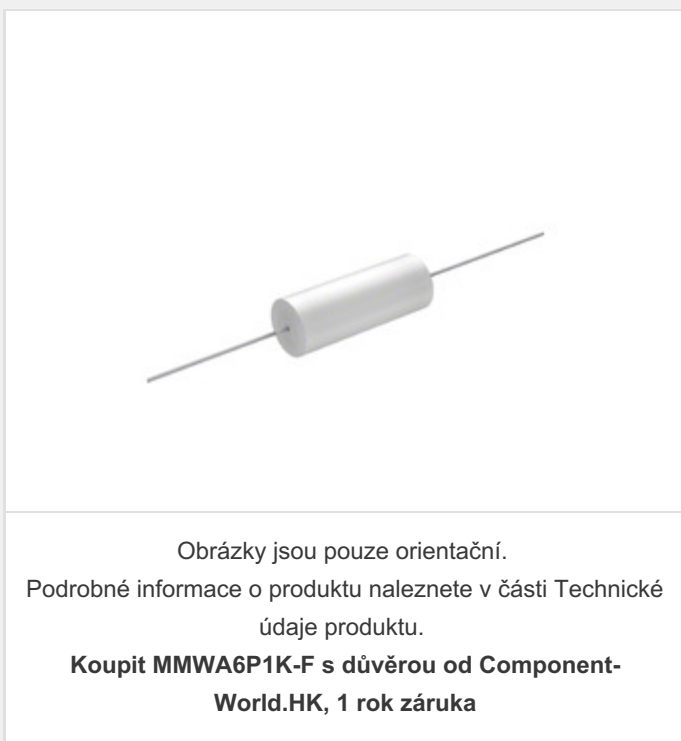 Obrázky jsou pouze orientační.
Podrobné informace o produktu naleznete v části Technické
údaje produktu.
Koupit MMWA6P1K-F s důvěrou od Component-
World.HK, 1 rok záruka